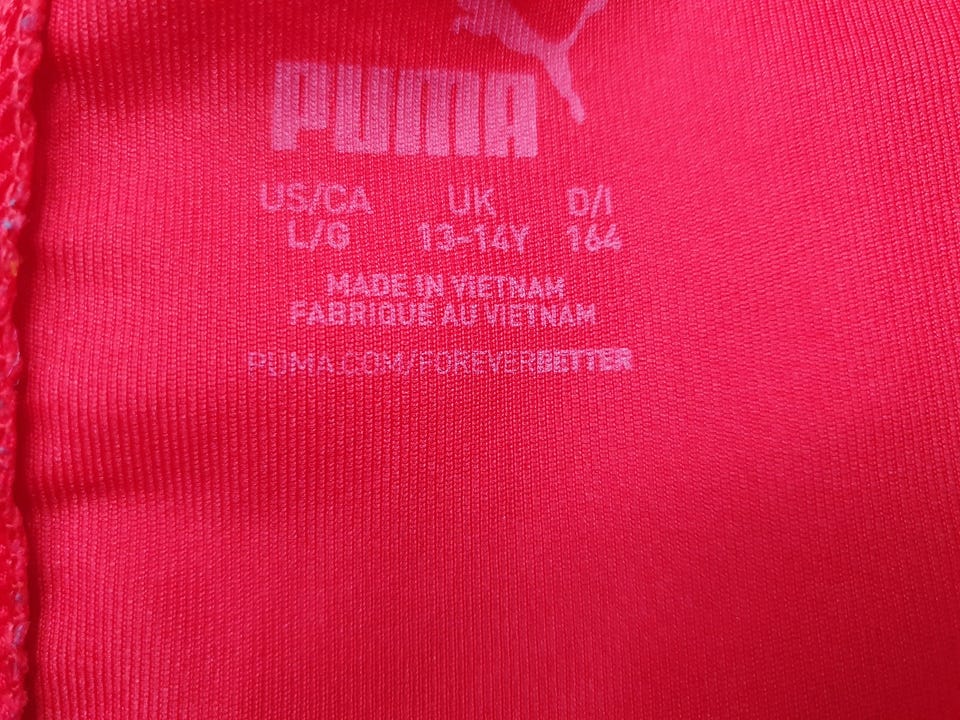 PUMA
US/CA UK D/I
L/G 13-14Y 164
MADE IN VIETNAM
FABRIQUE AU VIETNAM
PUMA.COM/FOREVERBETTER